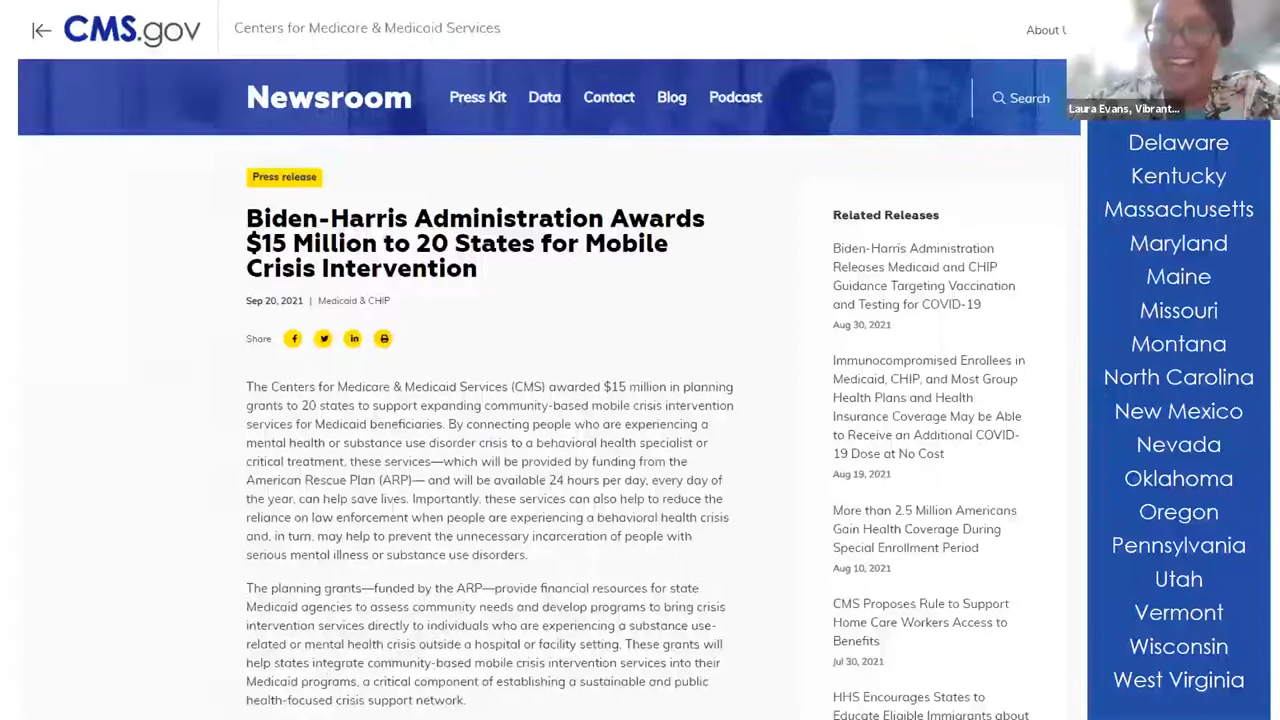 CMS.gov
Centers for Medicare & Medicaid Services
About U
Newsroom
Press Kit
Data
Contact
Blog
Podcast
Search
Laura Evans, Vibrant...
Press release
Biden-Harris Administration Awards
$15 Million to 20 States for Mobile
Crisis Intervention
Sep 20, 2021 | Medicaid & CHIP
Share
The Centers for Medicare & Medicaid Services (CMS) awarded $15 million in planning
grants to 20 states to support expanding community-based mobile crisis intervention
services for Medicaid beneficiaries. By connecting people who are experiencing a
mental health or substance use disorder crisis to a behavioral health specialist or
critical treatment, these services—which will be provided by funding from the
American Rescue Plan (ARP)— and will be available 24 hours per day, every day of
the year, can help save lives. Importantly, these services can also help to reduce the
reliance on law enforcement when people are experiencing a behavioral health crisis
and, in turn, may help to prevent the unnecessary incarceration of people with
serious mental illness or substance use disorders.
The planning grants—funded by the ARP—provide financial resources for state
Medicaid agencies to assess community needs and develop programs to bring crisis
intervention services directly to individuals who are experiencing a substance use-
related or mental health crisis outside a hospital or facility setting. These grants will
help states integrate community-based mobile crisis intervention services into their
Medicaid programs, a critical component of establishing a sustainable and public
health-focused crisis support network.
Related Releases
Biden-Harris Administration
Releases Medicaid and CHIP
Guidance Targeting Vaccination
and Testing for COVID-19
Aug 30, 2021
Immunocompromised Enrollees in
Medicaid, CHIP, and Most Group
Health Plans and Health
Insurance Coverage May be Able
to Receive an Additional COVID-
19 Dose at No Cost
Aug 19, 2021
More than 2.5 Million Americans
Gain Health Coverage During
Special Enrollment Period
Aug 10, 2021
CMS Proposes Rule to Support
Home Care Workers Access to
Benefits
Jul 30, 2021
HHS Encourages States to
Educate Eligible Immigrants about
Delaware
Kentucky
Massachusetts
Maryland
Maine
Missouri
Montana
North Carolina
New Mexico
Nevada
Oklahoma
Oregon
Pennsylvania
Utah
Vermont
Wisconsin
West Virginia